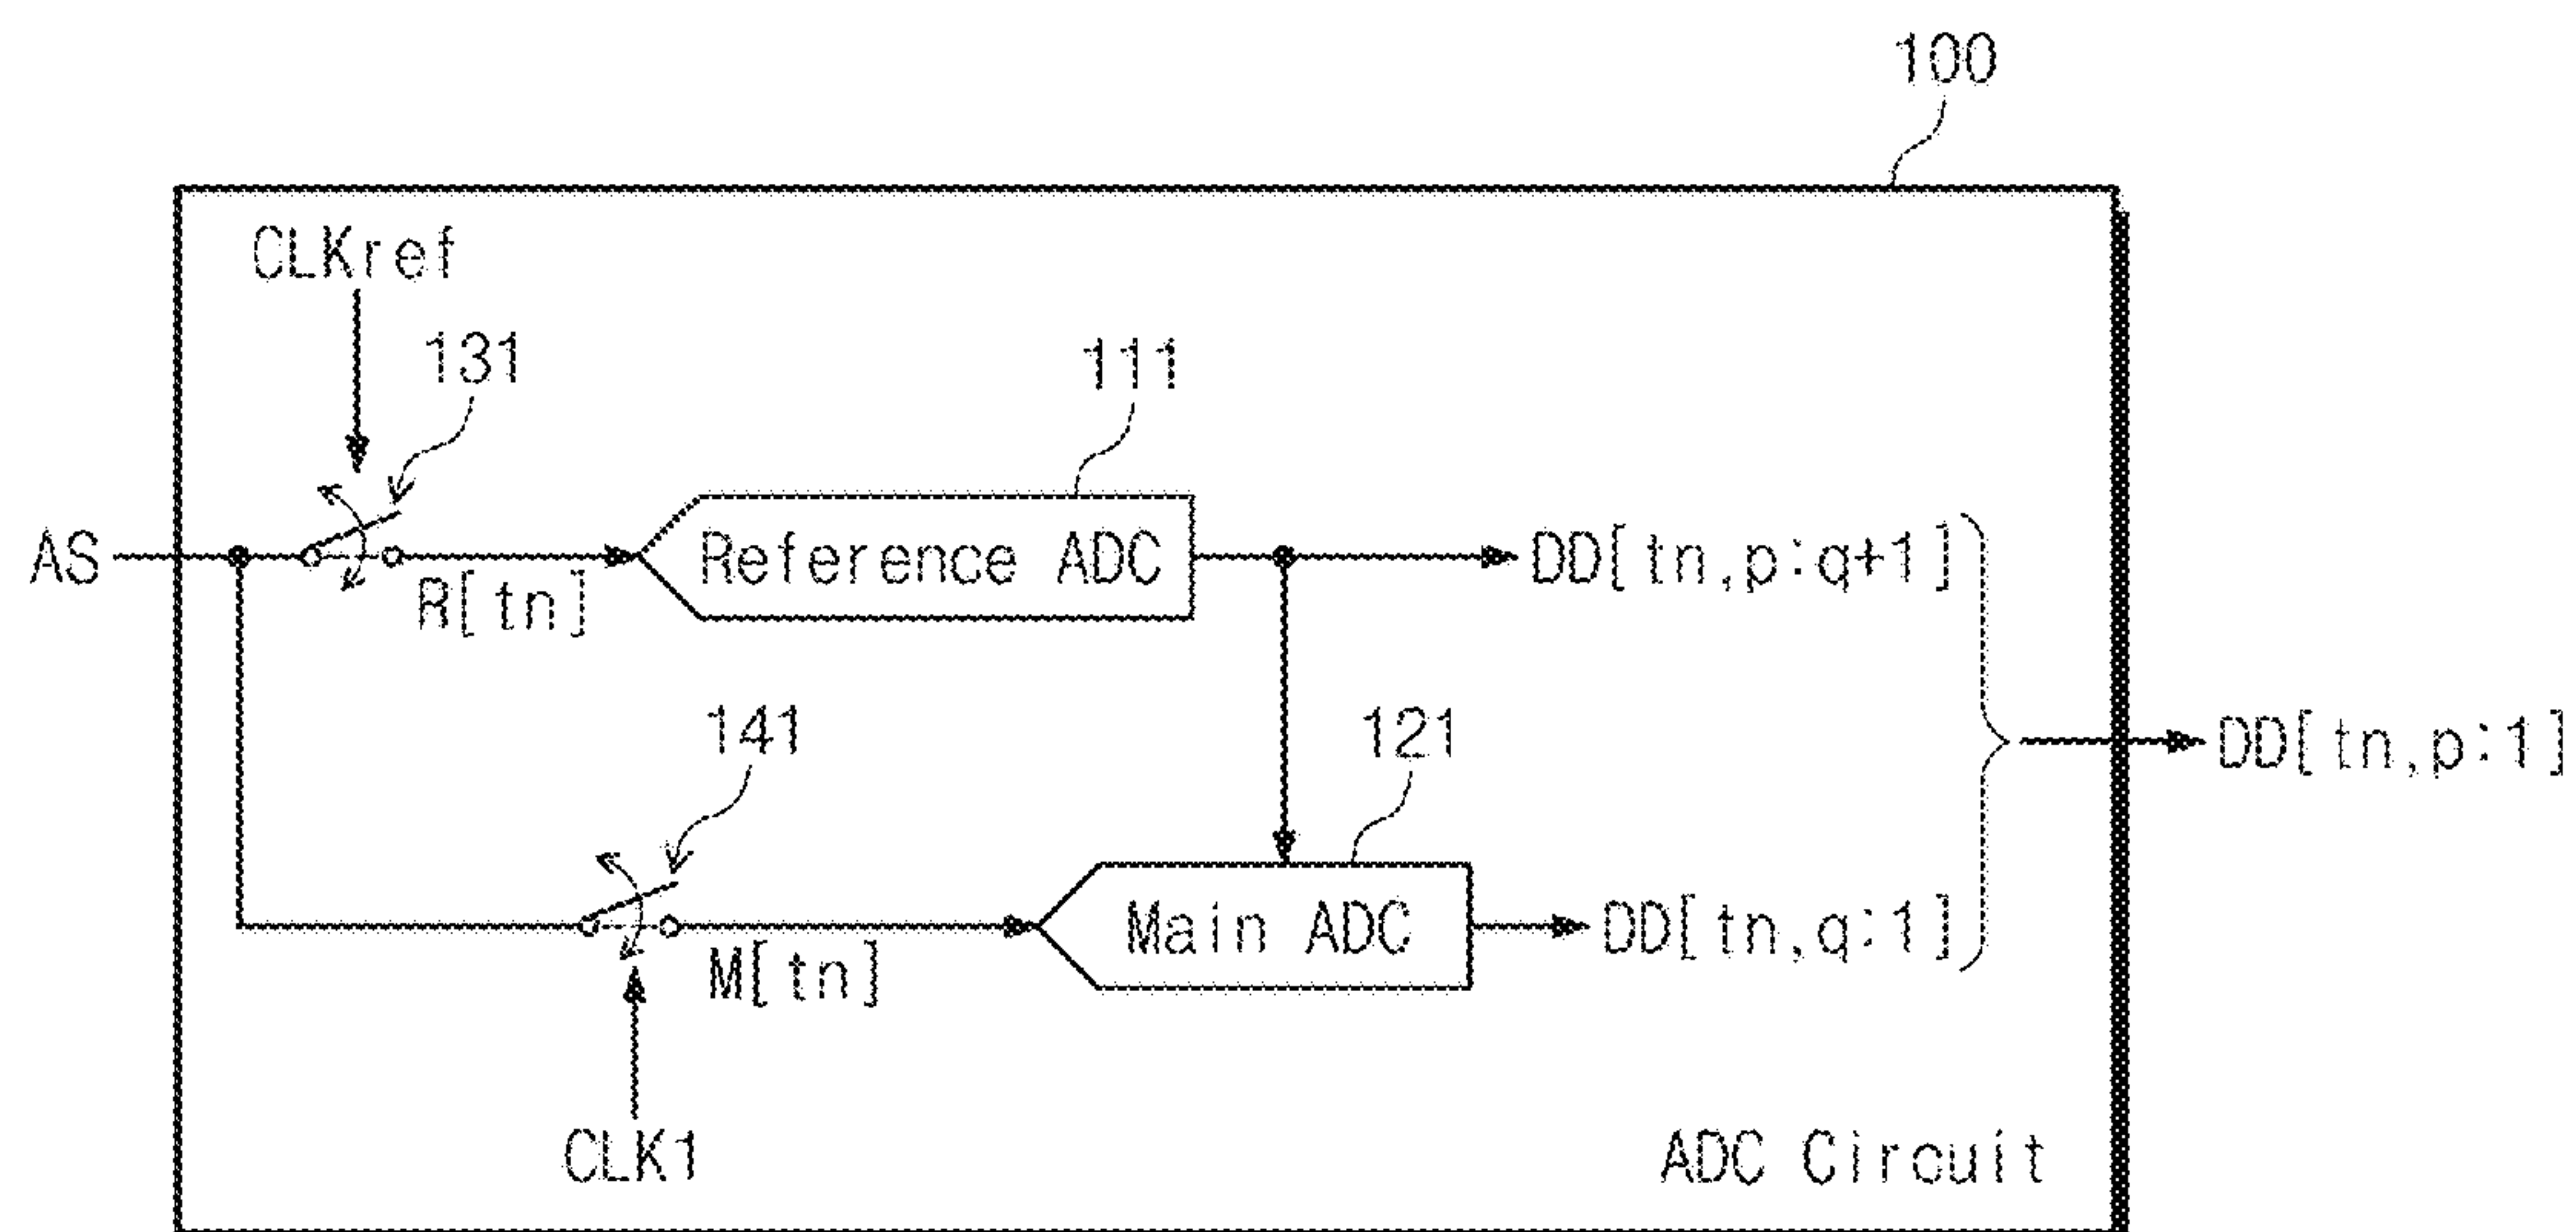 100
CLKref
131
111
AS
R[tn]
Reference ADC
DD[tn,p:q+1]
141
121
DD[tn,p:1]
M[tn]
Main ADC
DD[tn,q:1]
CLK1
ADC Circuit